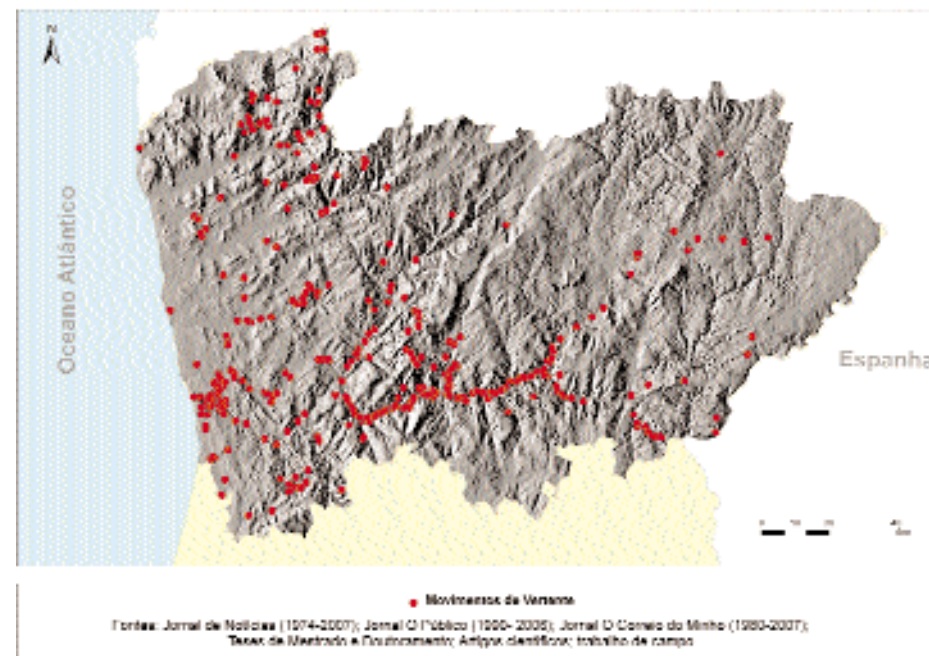 N
Oceano Atlântico
Espanha
Movimentos de Vertente
Fontes: Jornal de Notícias (1974-2007); Jornal O Público (1990- 2008); Jornal O Correio do Minho (1980-2007);
Teses de Mestrado e Doutoramento; Artigos científicos; trabalho de campo